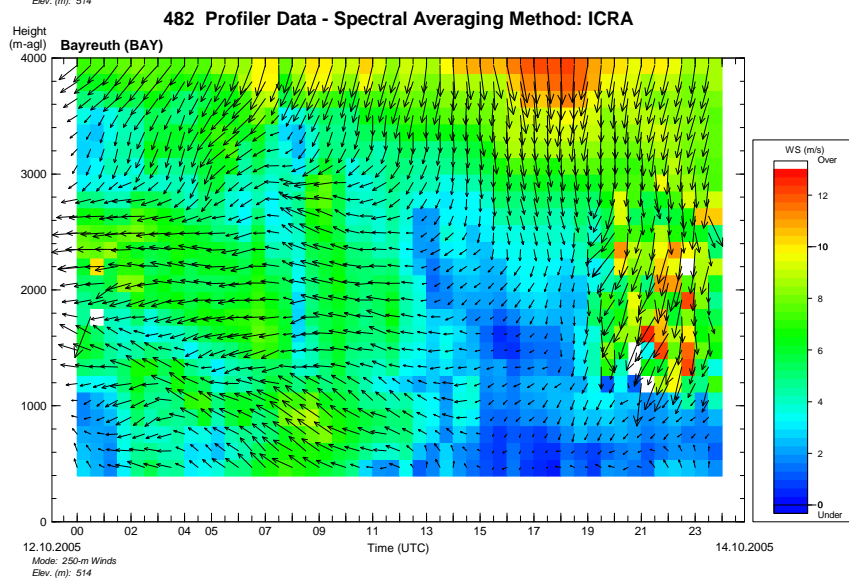 Elev. (m): 514
482 Profiler Data - Spectral Averaging Method: ICRA
Height
(m-agl)
Bayreuth (BAY)
4000
3000
2000
1000
0
00 02 04 05 07 09 11 13 15 17 19 21 23
12.10.2005
Time (UTC)
14.10.2005
Mode: 250-m Winds
Elev. (m): 514
WS (m/s)
Over
12
10
8
6
4
2
0
Under